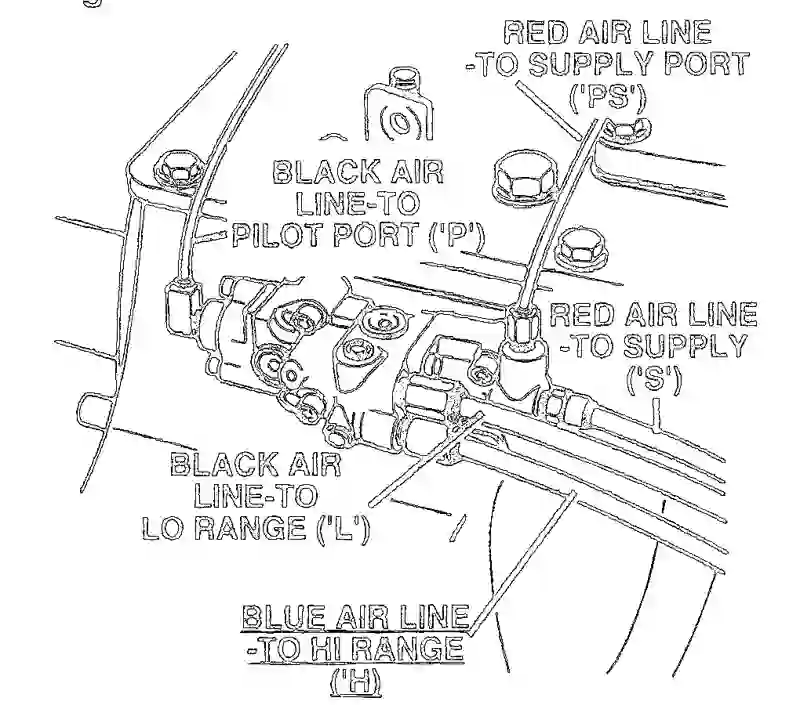 RED AIR LINE
-TO SUPPLY PORT
('PS')
BLACK AIR
LINE-TO
PILOT PORT ('P')
RED AIR LINE
-TO SUPPLY
('S')
BLACK AIR
LINE-TO
LO RANGE ('L')
BLUE AIR LINE
-TO HI RANGE
('H)